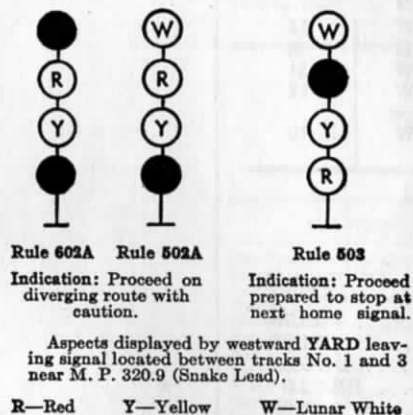 W W
R R
Y Y Y
R
Rule 602A Rule 502A Rule 503
Indication: Proceed on
diverging route with
caution.
Indication: Proceed
prepared to stop at
next home signal.
Aspects displayed by westward YARD leav-
ing signal located between tracks No. 1 and 3
near M. P. 320.9 (Snake Lead).
R—Red Y—Yellow W—Lunar White